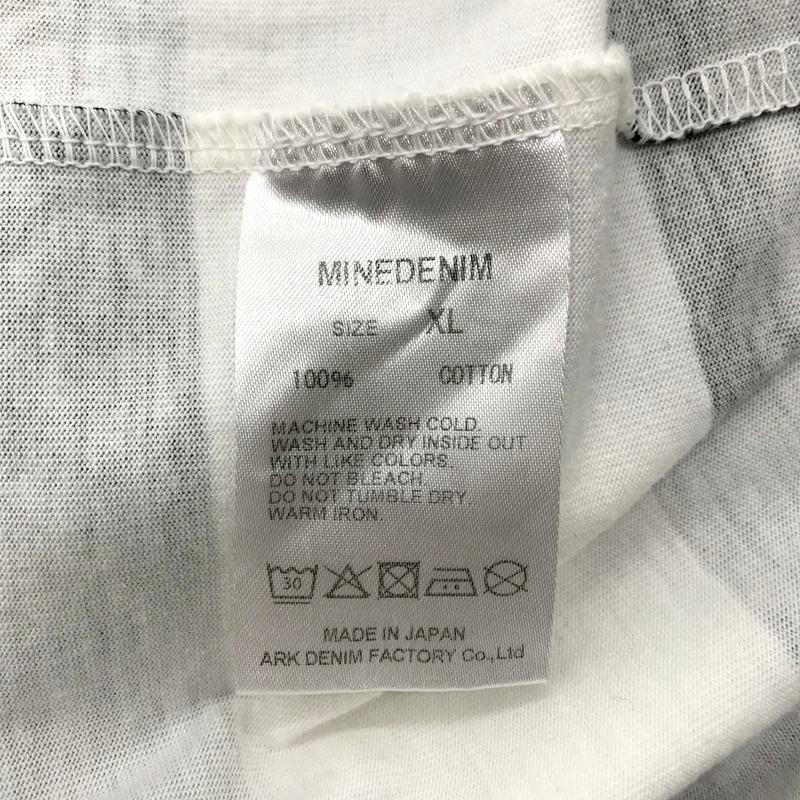 MINEDENIM
SIZE XL
100% COTTON
MACHINE WASH COLD.
WASH AND DRY INSIDE OUT
WITH LIKE COLORS.
DO NOT BLEACH.
DO NOT TUMBLE DRY.
WARM IRON.
30
MADE IN JAPAN
ARK DENIM FACTORY Co.,Ltd